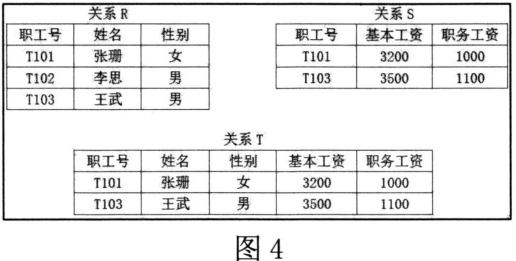 关系R
职工号 姓名 性别
T101 张珊 女
T102 李思 男
T103 王武 男
关系S
职工号 基本工资 职务工资
T101 3200 1000
T103 3500 1100
关系T
职工号 姓名 性别 基本工资 职务工资
T101 张珊 女 3200 1000
T103 王武 男 3500 1100
图4